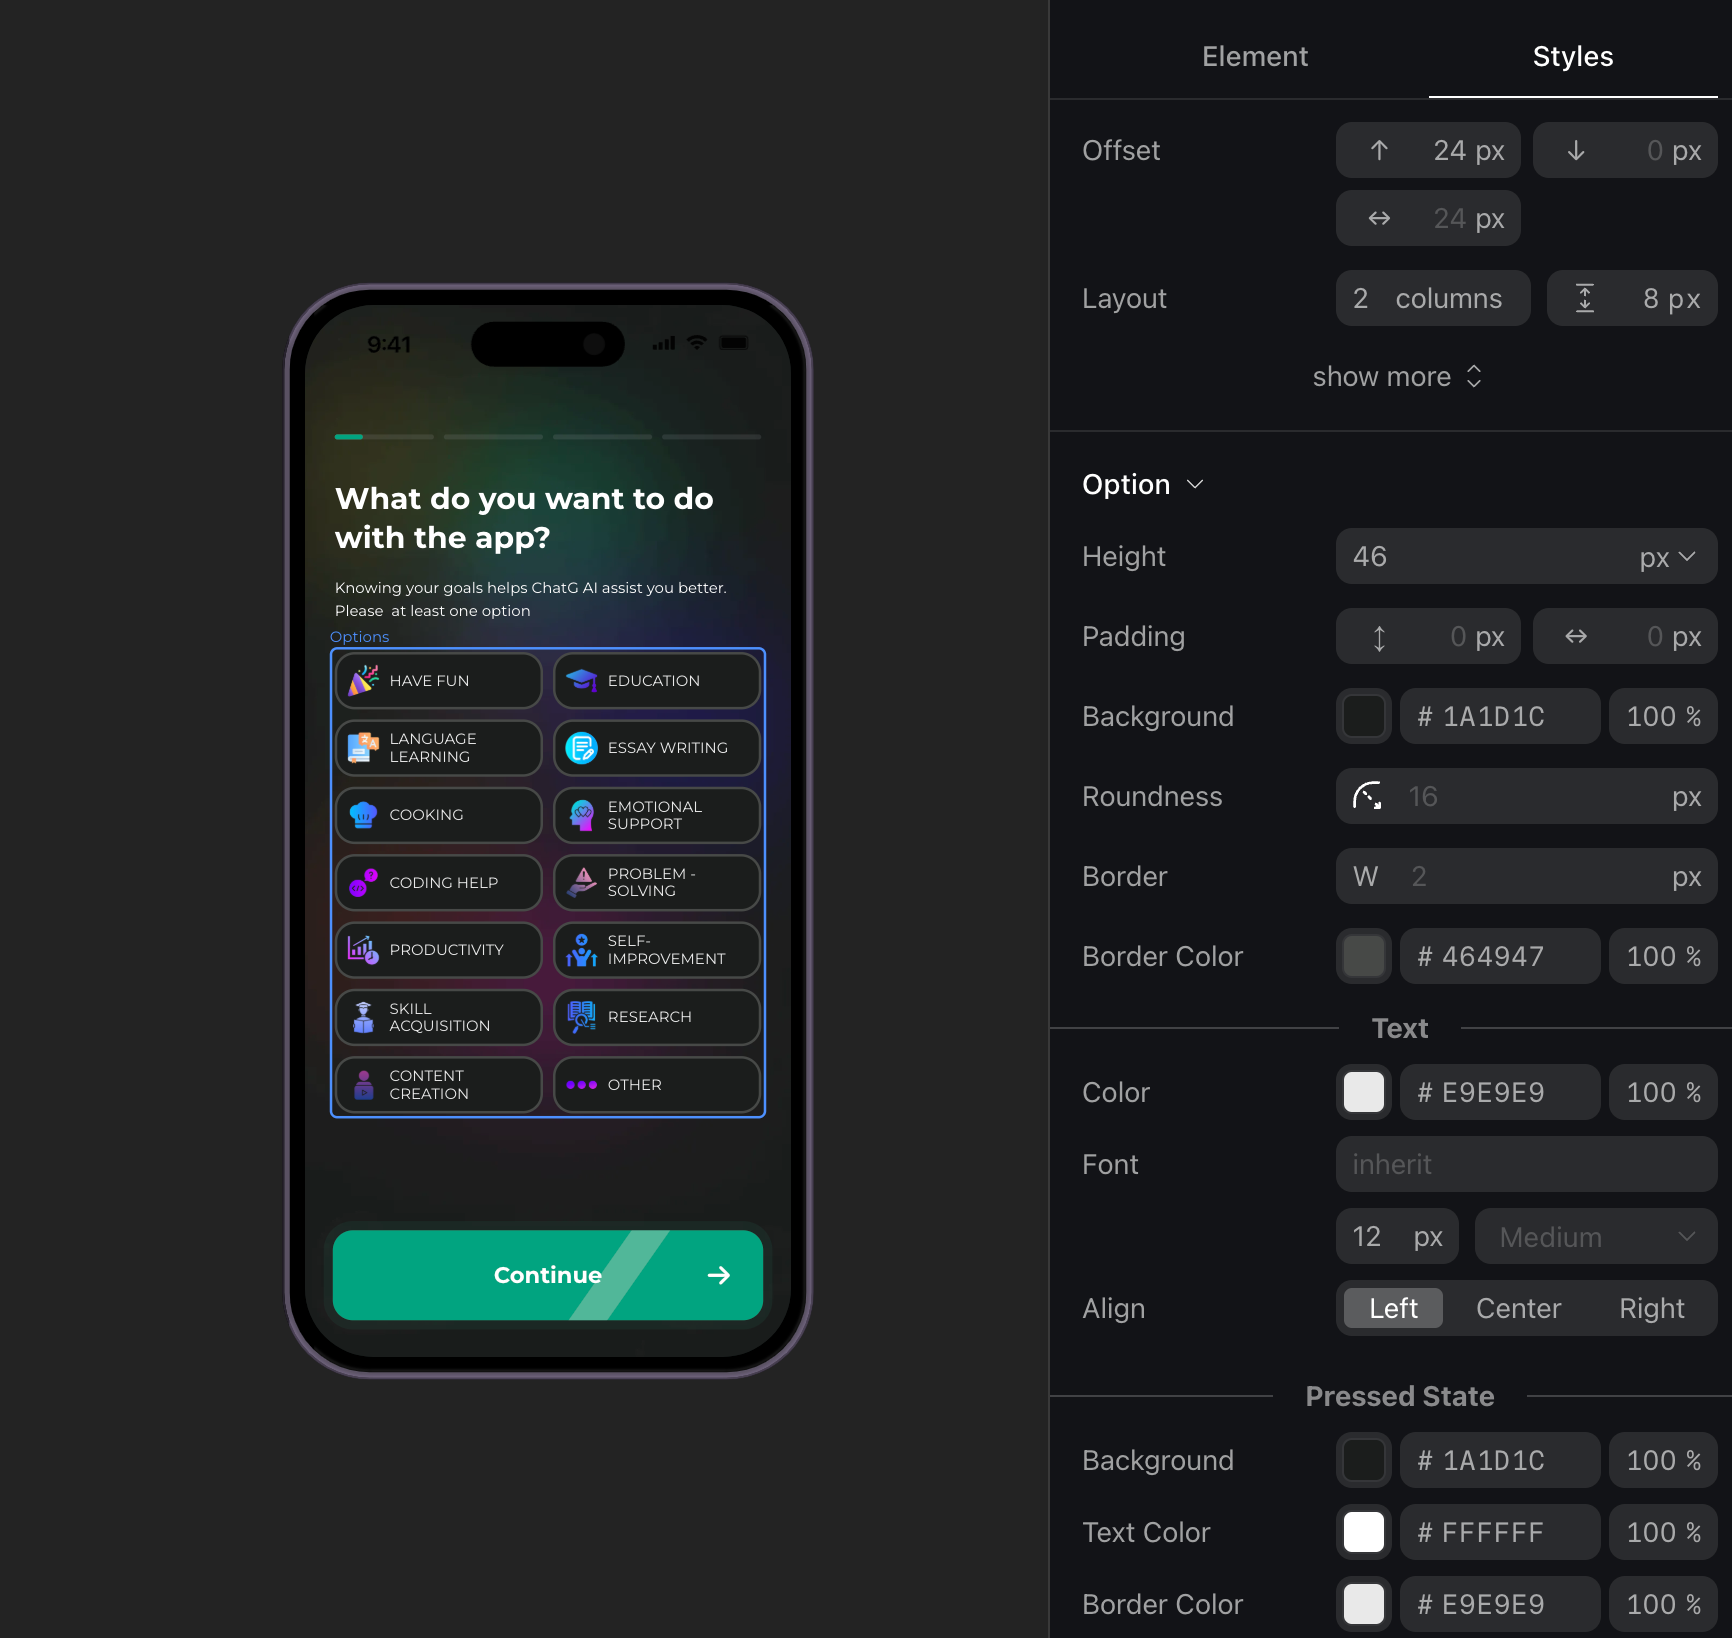 9:41
What do you want to do
with the app?
Knowing your goals helps ChatG AI assist you better.
Please  at least one option
Options
HAVE FUN
EDUCATION
LANGUAGE
LEARNING
ESSAY WRITING
COOKING
EMOTIONAL
SUPPORT
CODING HELP
PROBLEM -
SOLVING
PRODUCTIVITY
SELF-
IMPROVEMENT
SKILL
ACQUISITION
RESEARCH
CONTENT
CREATION
OTHER
Continue
Element
Styles
Offset
24 px
0 px
24 px
Layout
2 columns
8 px
show more
Option
Height
46 px
Padding
0 px
0 px
Background
# 1A1D1C
100 %
Roundness
16 px
Border
W 2 px
Border Color
# 464947
100 %
Text
Color
# E9E9E9
100 %
Font
inherit
12 px
Medium
Align
Left
Center
Right
Pressed State
Background
# 1A1D1C
100 %
Text Color
# FFFFFF
100 %
Border Color
# E9E9E9
100 %